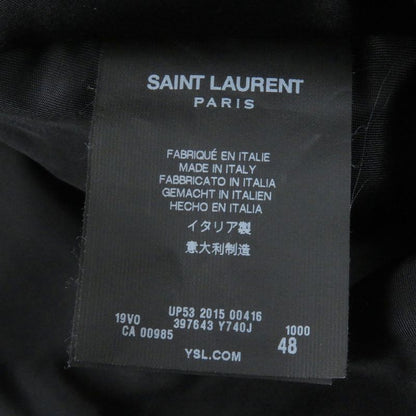 SAINT LAURENT
PARIS
FABRIQUÉ EN ITALIE
MADE IN ITALY
FABBRICATO IN ITALIA
GEMACHT IN ITALIEN
HECHO EN ITALIA
イタリア製
意大利制造
UP53 2015 00416
19VO 397643 Y740J 1000
CA 00985 48
YSL.COM